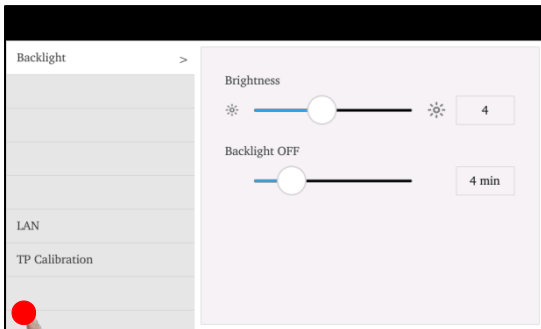 Backlight >
Brightness
4
Backlight OFF
4 min
LAN
TP Calibration